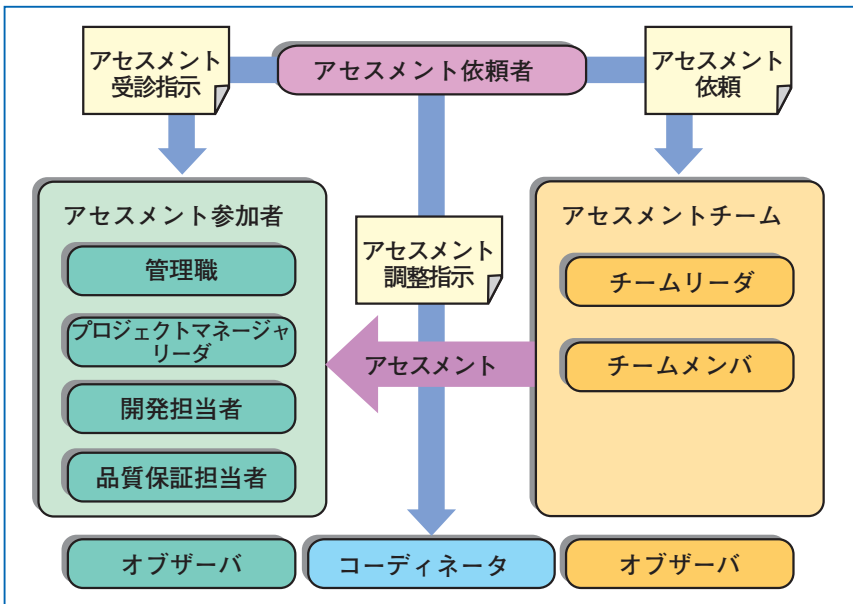 アセスメント
受診指示
アセスメント依頼者
アセスメント
依頼
アセスメント参加者
管理職
プロジェクトマネージャ
リーダ
開発担当者
品質保証担当者
アセスメント
調整指示
アセスメント
アセスメントチーム
チームリーダ
チームメンバ
オブザーバ
コーディネータ
オブザーバ